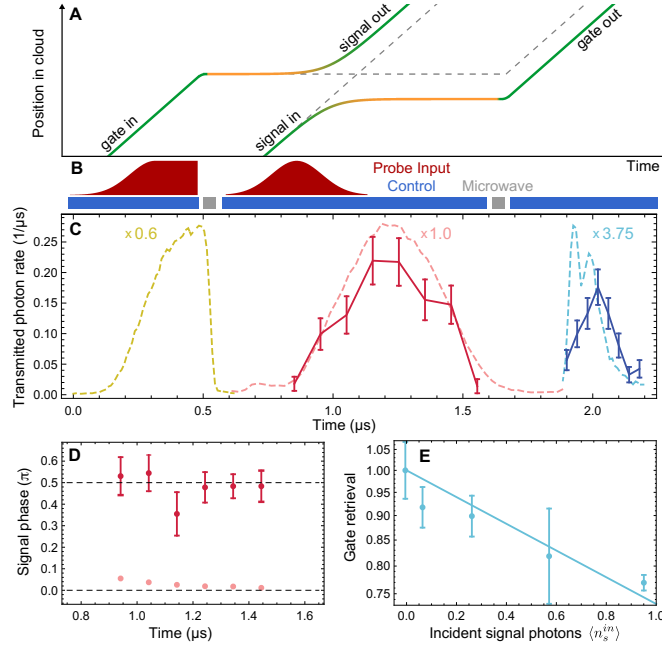 A
Position in cloud
gate in
signal in
signal out
gate out
Time
B
Probe Input
Control
Microwave
C
Transmitted photon rate (1/μs)
0.25
0.20
0.15
0.10
0.05
0.00
×0.6
×1.0
×3.75
0.0 0.5 1.0 1.5 2.0
Time (μs)
D
Signal phase (π)
0.6
0.5
0.4
0.3
0.2
0.1
0.0
0.8 1.0 1.2 1.4 1.6
Time (μs)
E
Gate retrieval
1.00
0.95
0.90
0.85
0.80
0.75
0.0 0.2 0.4 0.6 0.8 1.0
Incident signal photons ⟨n_s^{in}⟩